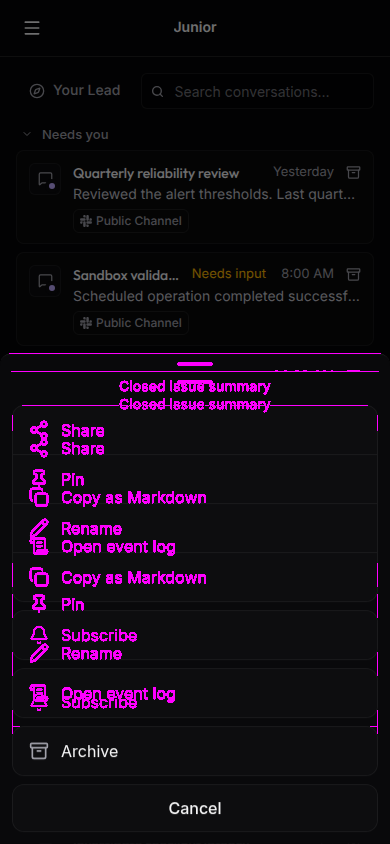 Junior
Your Lead
Search conversations...
Needs you
Quarterly reliability review
Yesterday
Reviewed the alert thresholds. Last quart...
Public Channel
Sandbox valida...
Needs input
8:00 AM
Scheduled operation completed successf...
Public Channel
Closed Issue summary
Closed Issue summary
Share
Share
Pin
Copy as Markdown
Rename
Open event log
Copy as Markdown
Pin
Subscribe
Rename
Open event log
Subscribe
Archive
Cancel